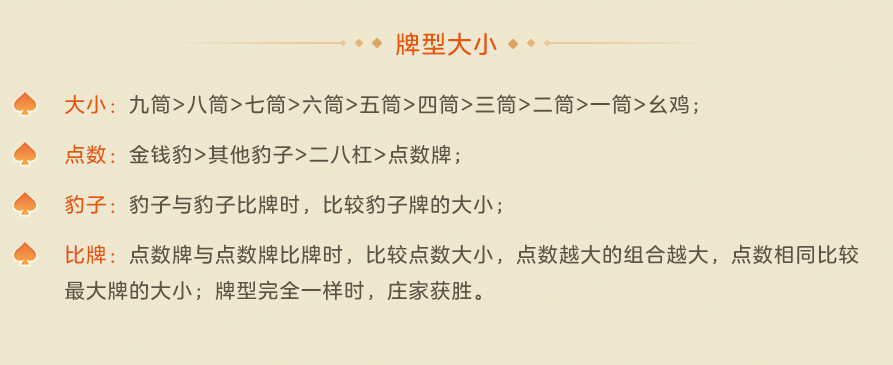 牌型大小
大小：九筒>八筒>七筒>六筒>五筒>四筒>三筒>二筒>一筒>幺鸡；
点数：金钱豹>其他豹子>二八杠>点数牌；
豹子：豹子与豹子比牌时，比较豹子牌的大小；
比牌：点数牌与点数牌比牌时，比较点数大小，点数越大的组合越大，点数相同比较
最大牌的大小；牌型完全一样时，庄家获胜。